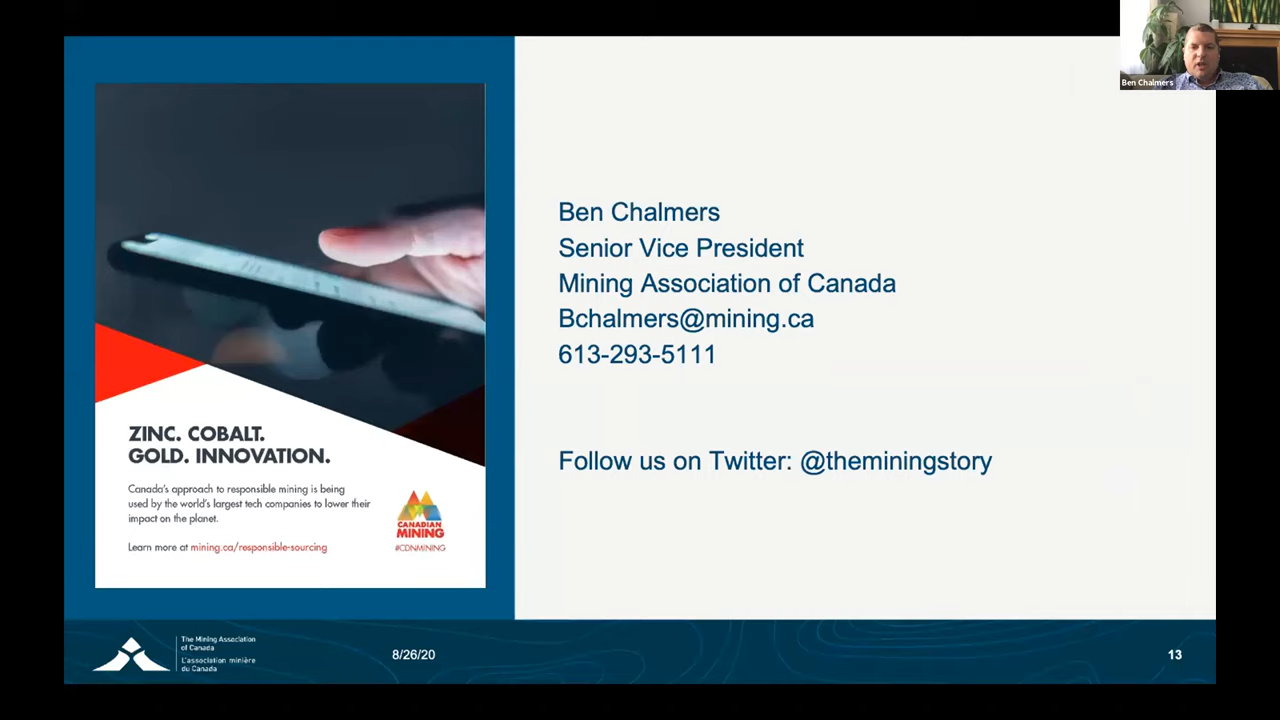 Ben Chalmers
Ben Chalmers
Senior Vice President
Mining Association of Canada
Bchalmers@mining.ca
613-293-5111
Follow us on Twitter: @theminingstory
ZINC. COBALT.
GOLD. INNOVATION.
Canada's approach to responsible mining is being
used by the world's largest tech companies to lower their
impact on the planet.
Learn more at mining.ca/responsible-sourcing
CANADIAN
MINING
#CDNMINING
The Mining Association
of Canada
L'association minière
du Canada
8/26/20
13